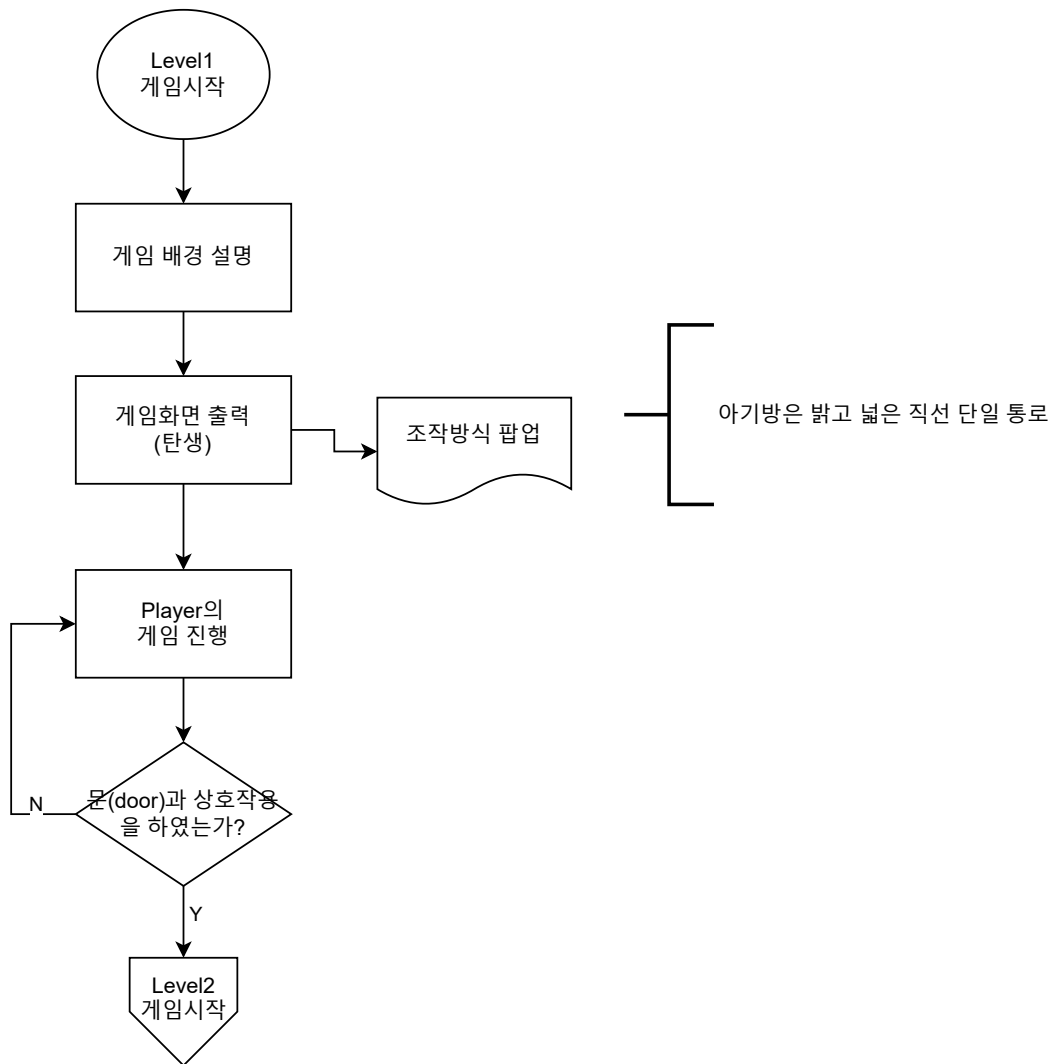 Level1
게임시작
게임 배경 설명
게임화면 출력
(탄생)
조작방식 팝업
아기방은 밝고 넓은 직선 단일 통로
Player의
게임 진행
문(door)과 상호작용
을 하였는가?
N
Y
Level2
게임시작